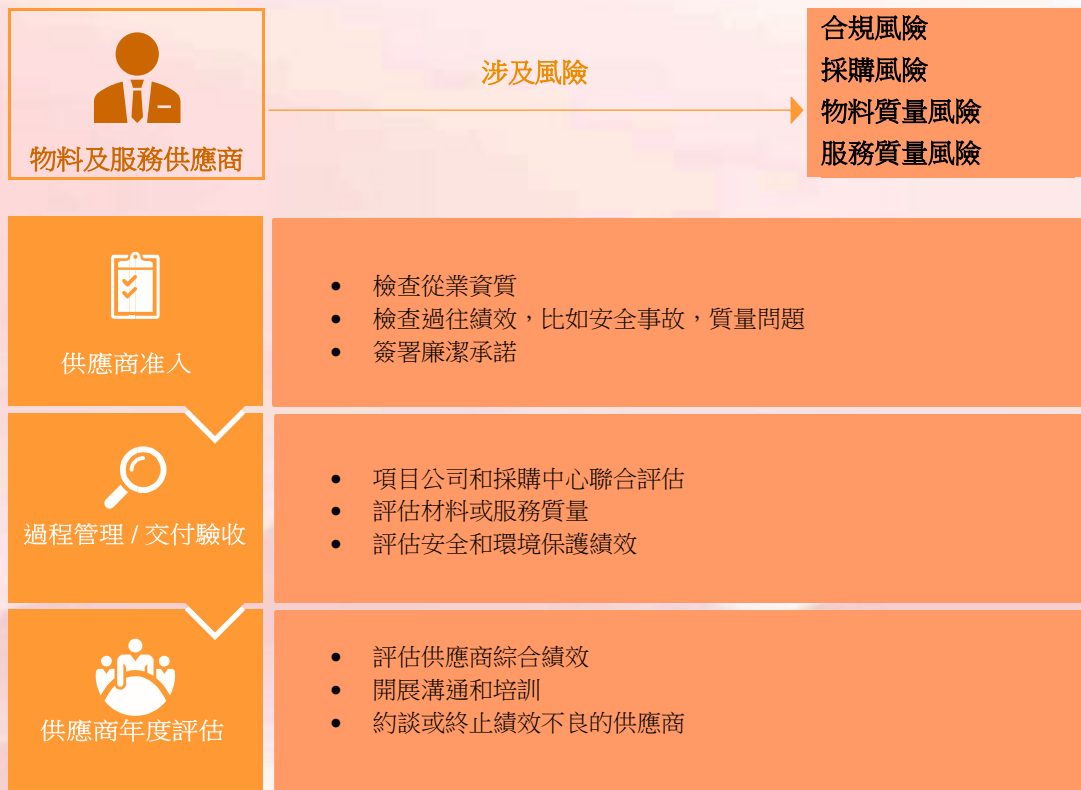 物料及服務供應商
涉及風險
合規風險
採購風險
物料質量風險
服務質量風險
供應商准入
• 檢查從業資質
• 檢查過往績效，比如安全事故，質量問題
• 簽署廉潔承諾
過程管理 / 交付驗收
• 項目公司和採購中心聯合評估
• 評估材料或服務質量
• 評估安全和環境保護績效
供應商年度評估
• 評估供應商綜合績效
• 開展溝通和培訓
• 約談或終止績效不良的供應商